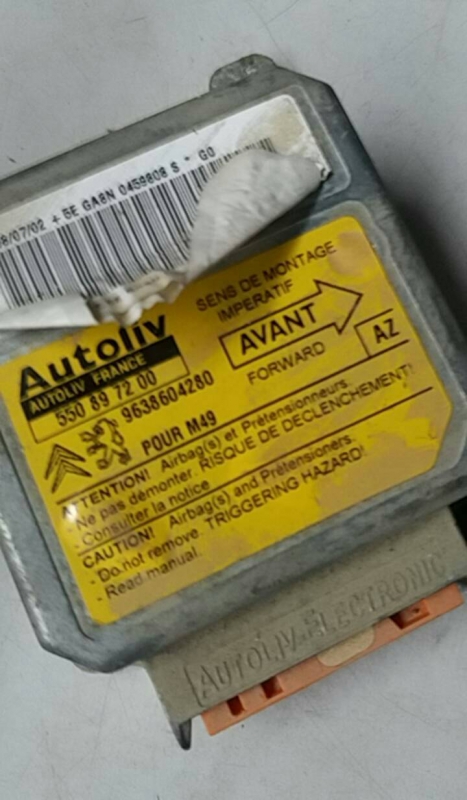 8/07/02 + 5E GA8N 0459808 S - G0
Autoliv
AUTOLIV FRANCE
550 89 72 00
9638604280
POUR M49
SENS DE MONTAGE
IMPERATIF
AVANT
FORWARD
AZ
ATTENTION! Airbag(s) et Prétensionneurs.
- Ne pas démonter RISQUE DE DECLENCHEMENT!
- Consulter la notice
CAUTION! Airbag(s) and Pretensioners.
- Do not remove. TRIGGERING HAZARD!
- Read manual.
AUTOLIV ELECTRONIC